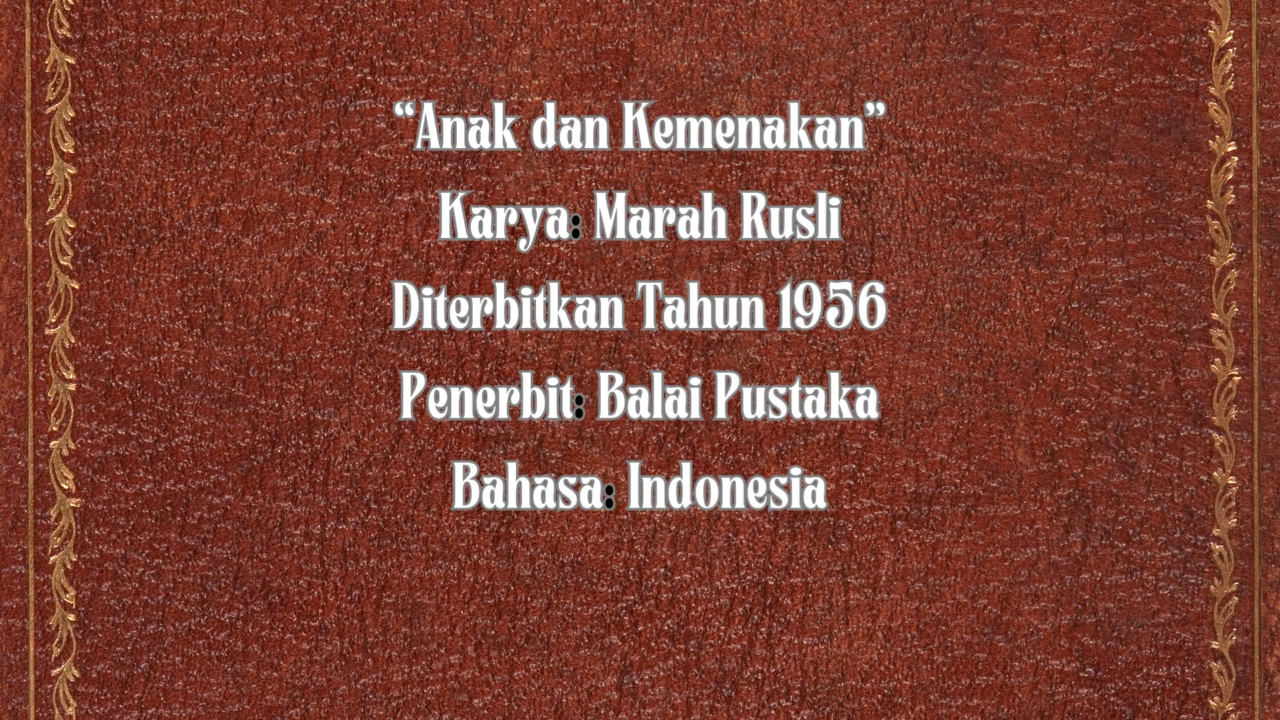 “Anak dan Kemenakan”
Karya: Marah Rusli
Diterbitkan Tahun 1956
Penerbit: Balai Pustaka
Bahasa: Indonesia